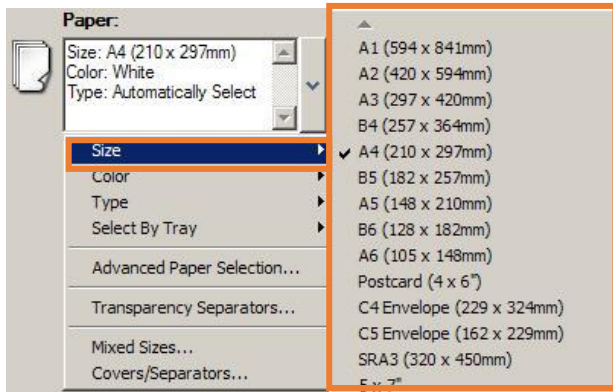 Paper:
Size: A4 (210 x 297mm)
Color: White
Type: Automatically Select
Size
Color
Type
Select By Tray
Advanced Paper Selection...
Transparency Separators...
Mixed Sizes...
Covers/Separators...
A1 (594 x 841mm)
A2 (420 x 594mm)
A3 (297 x 420mm)
B4 (257 x 364mm)
A4 (210 x 297mm)
B5 (182 x 257mm)
A5 (148 x 210mm)
B6 (128 x 182mm)
A6 (105 x 148mm)
Postcard (4 x 6")
C4 Envelope (229 x 324mm)
C5 Envelope (162 x 229mm)
SRA3 (320 x 450mm)
5 x 7"